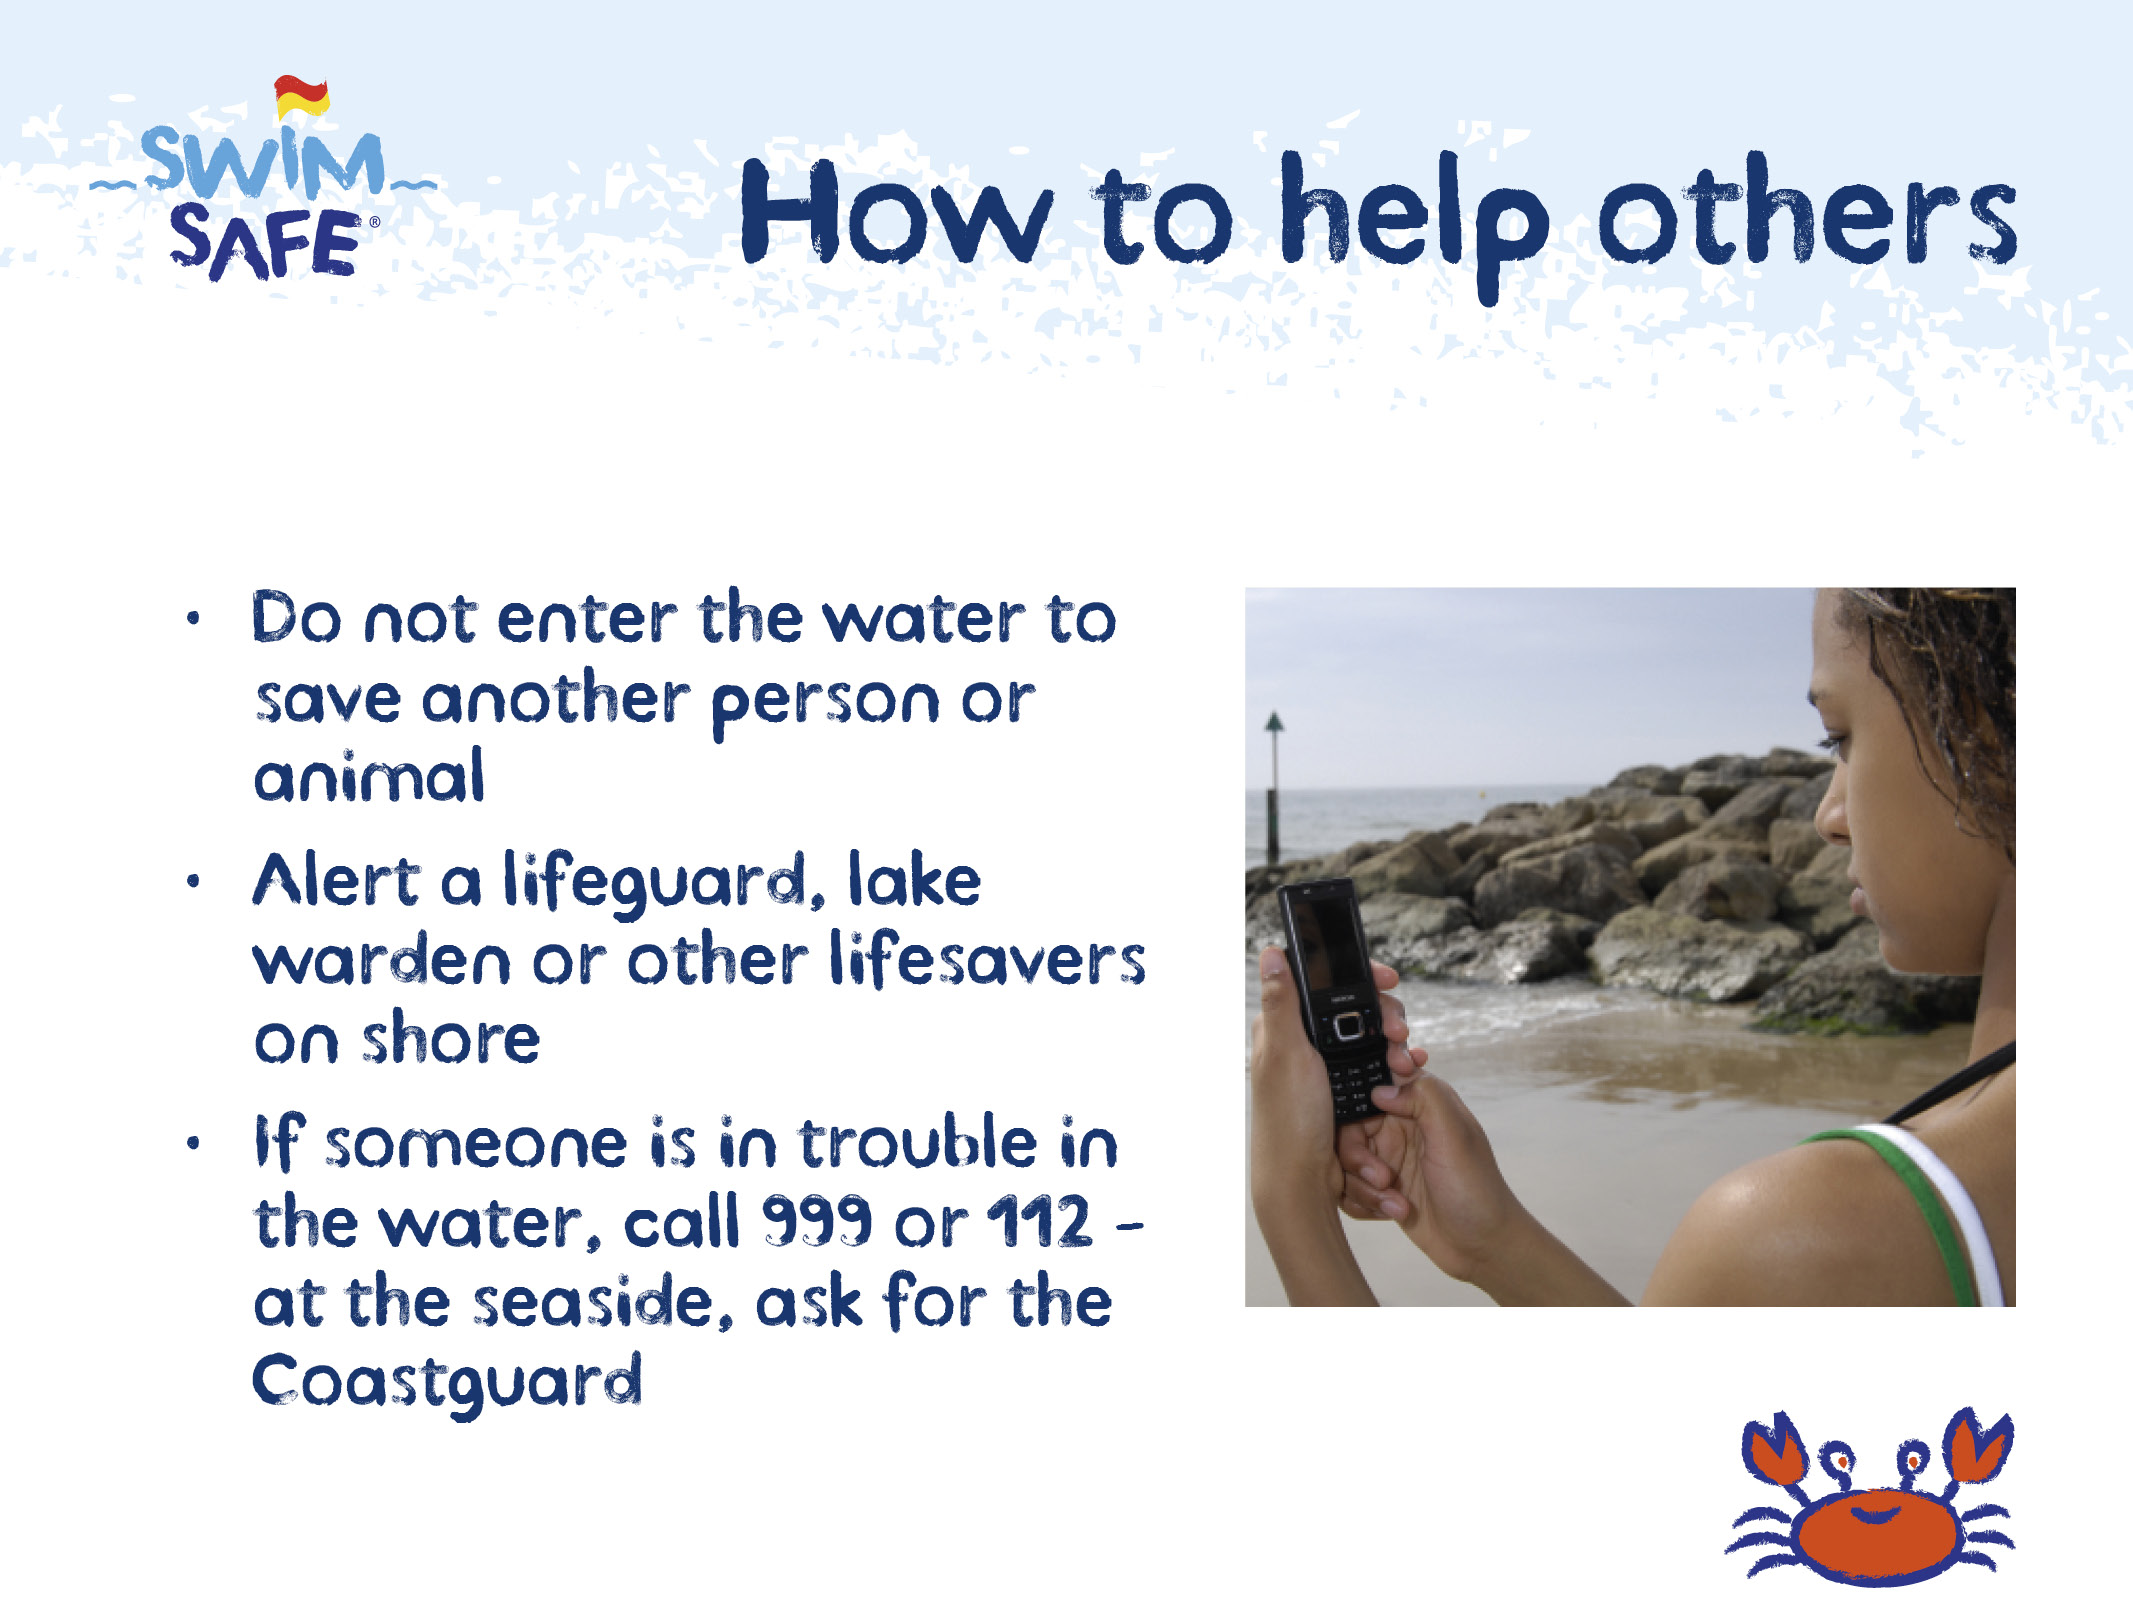 SWIM
SAFE®
How to help others
• Do not enter the water to
save another person or
animal
• Alert a lifeguard, lake
warden or other lifesavers
on shore
• If someone is in trouble in
the water, call 999 or 112 -
at the seaside, ask for the
Coastguard
NOKIA